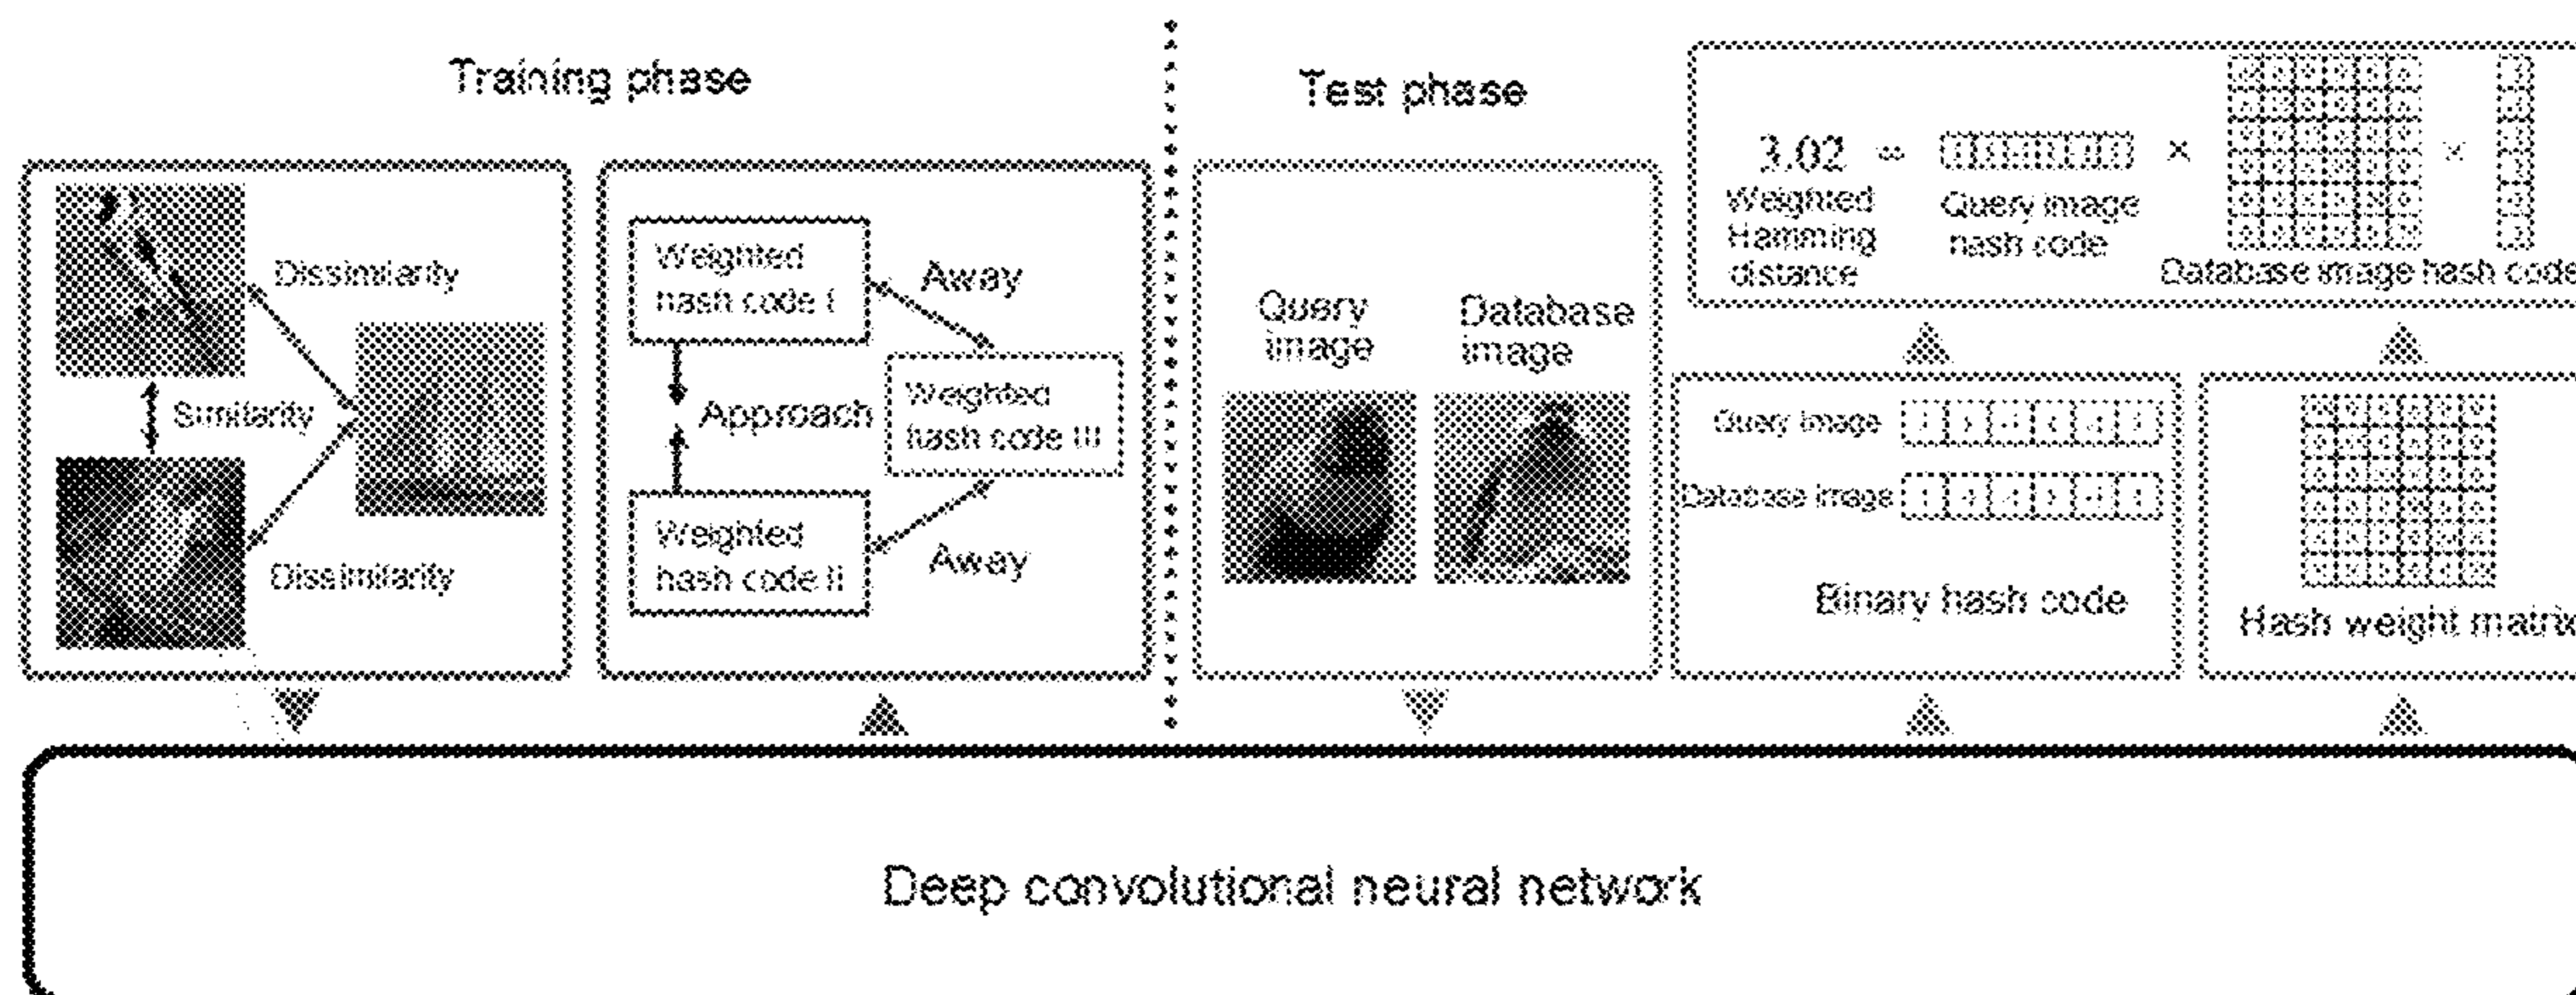 Training phase
Dissimilarity
Similarity
Dissimilarity
Weighted
hash code I
Away
Approach
Weighted
hash code III
Weighted
hash code II
Away
Test phase
Query
image
Database
image
3.02 =
×
×
Weighted
Hamming
distance
Query image
hash code
Database image hash code
Query image
Database image
Binary hash code
Hash weight matrix
Deep convolutional neural network